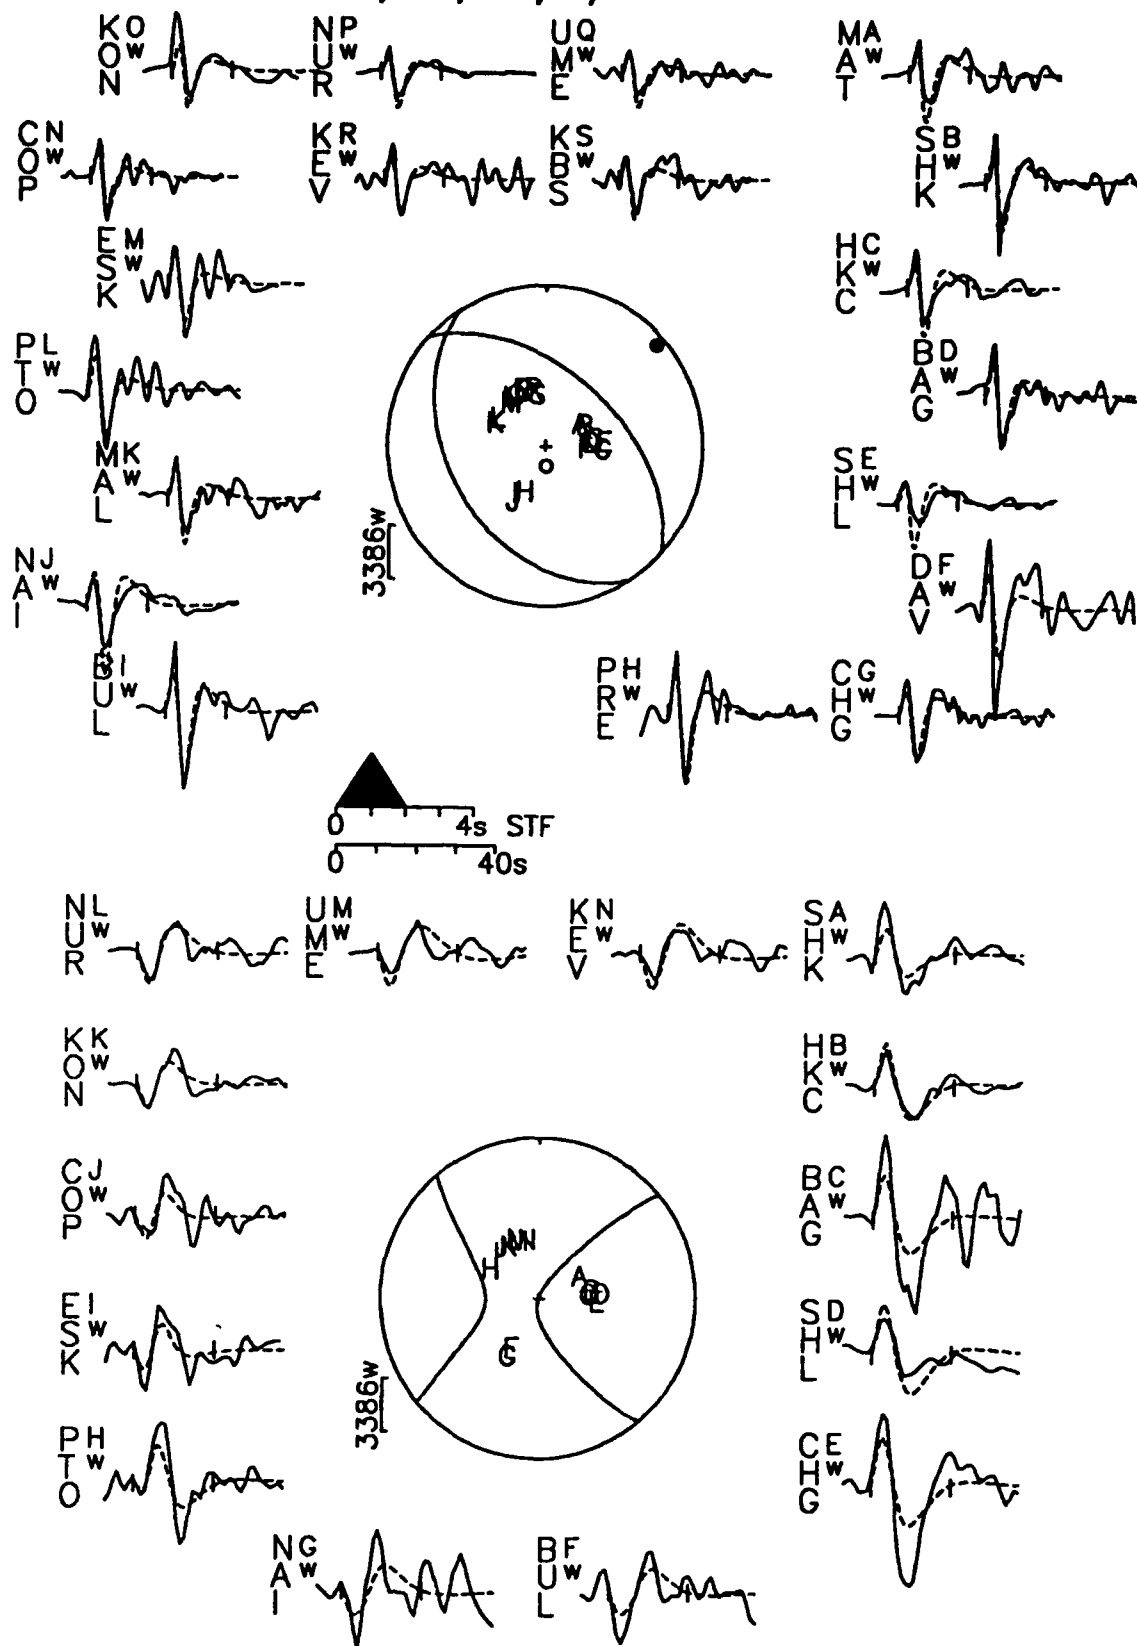 KON O w
NUR P w
UME Q w
MAT A w
COP N w
KEV R w
KBS S w
SHK B w
ESK M w
HKC C w
PTO L w
BAG D w
MAL K w
SHL E w
NAI J w
DAV F w
BUL I w
PRE H w
CHG G w
K
S
+
O
J H
G
3386w
0 4s STF
0 40s
NUR L w
UME M w
KEV N w
SHK A w
KON K w
HKC B w
COP J w
BAG C w
ESK I w
SHL D w
PTO H w
CHG E w
NAI G w
BUL F w
H
N
A
D
E
F
G
3386w